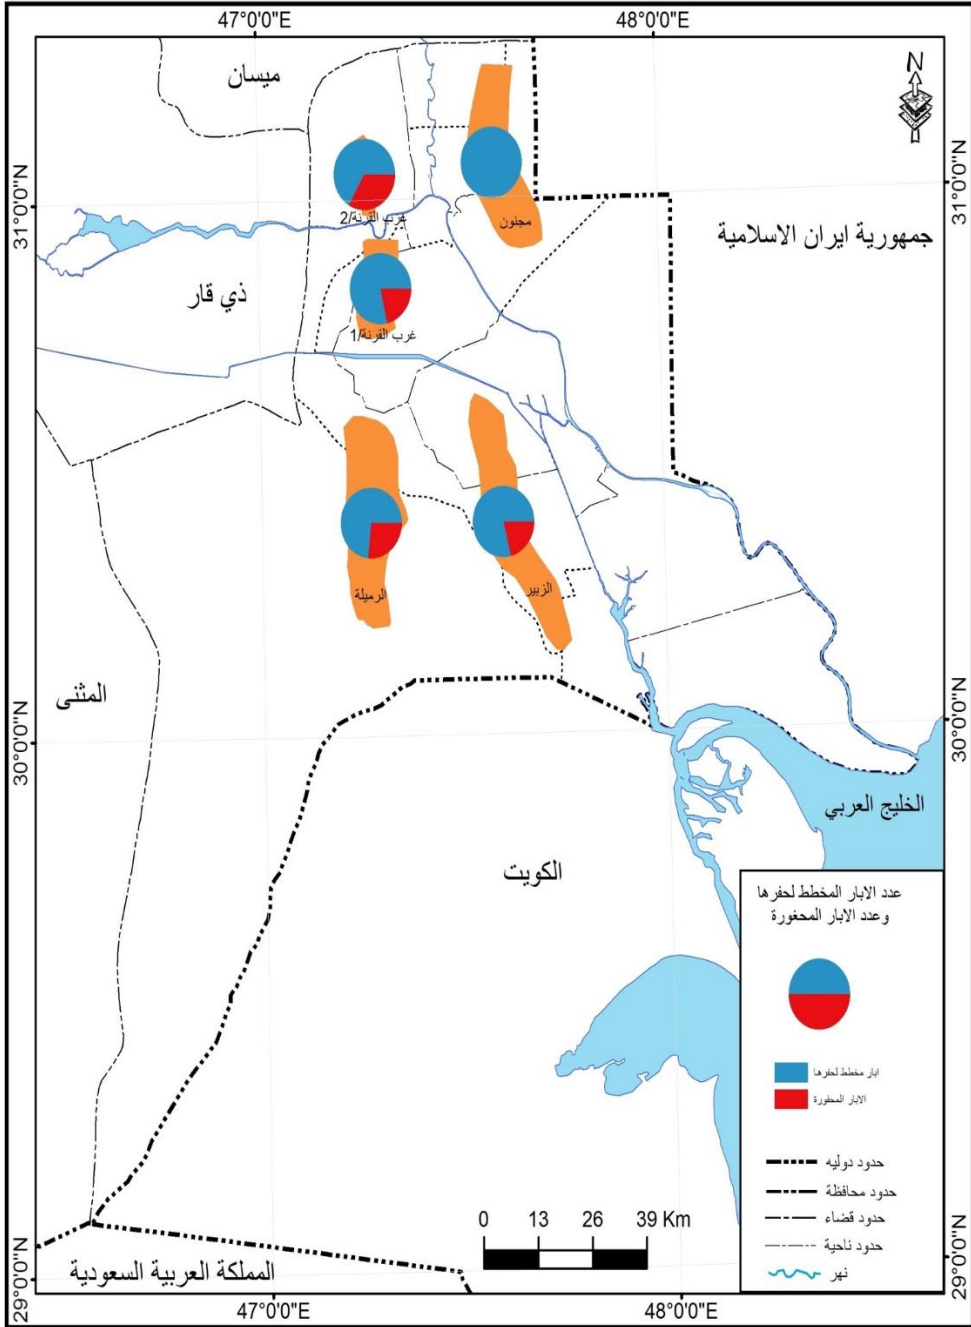 47°0'0"E 48°0'0"E
ميسان
N
31°0'0"N 31°0'0"N
غرب القرنة/2
مجنون
جمهورية ايران الاسلامية
ذي قار
غرب القرنة/1
الرميلة
الزبير
المثنى
30°0'0"N 30°0'0"N
الخليج العربي
الكويت
عدد الابار المخطط لحفرها
وعدد الابار المحفورة
ابار مخطط لحفرها
الابار المحفورة
حدود دوليه
حدود محافظة
حدود قضاء
حدود ناحية
نهر
0 13 26 39 Km
المملكة العربية السعودية
29°0'0"N 29°0'0"N
47°0'0"E 48°0'0"E